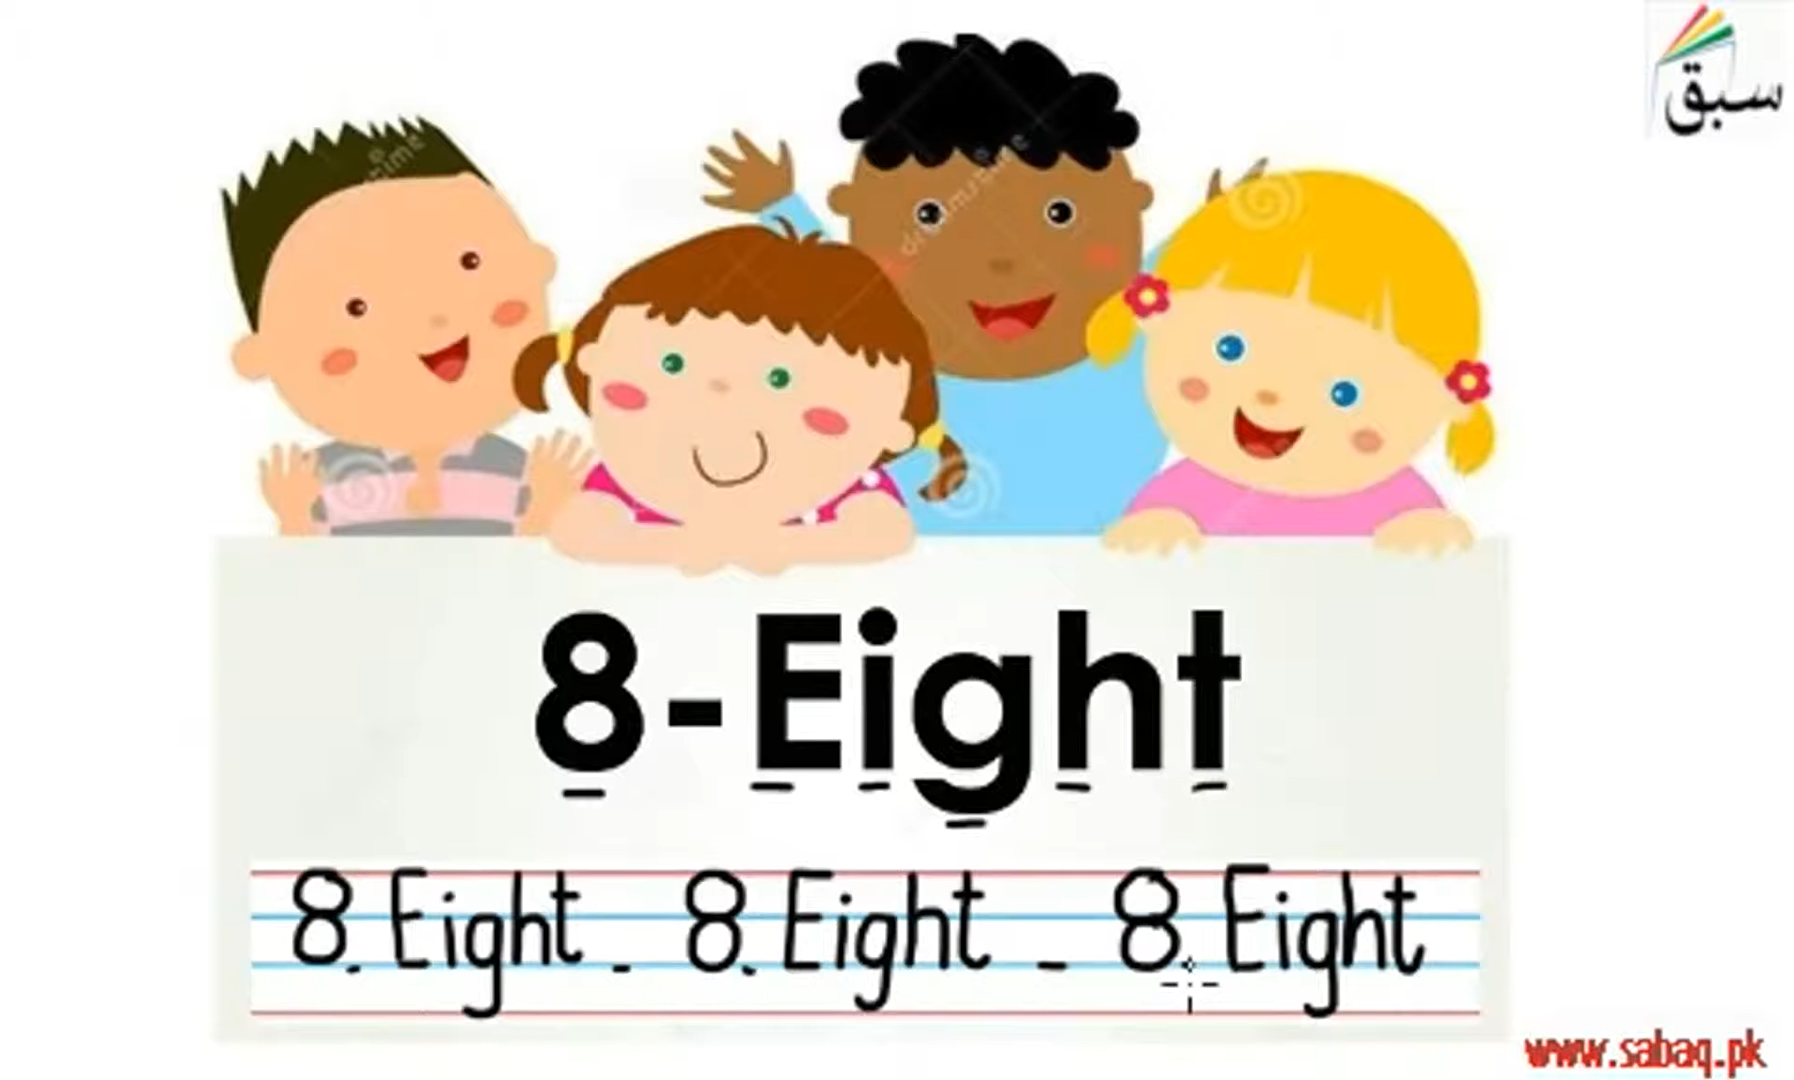 سبق
8-Eight
8. Eight - 8. Eight - 8. Eight
www.sabaq.pk